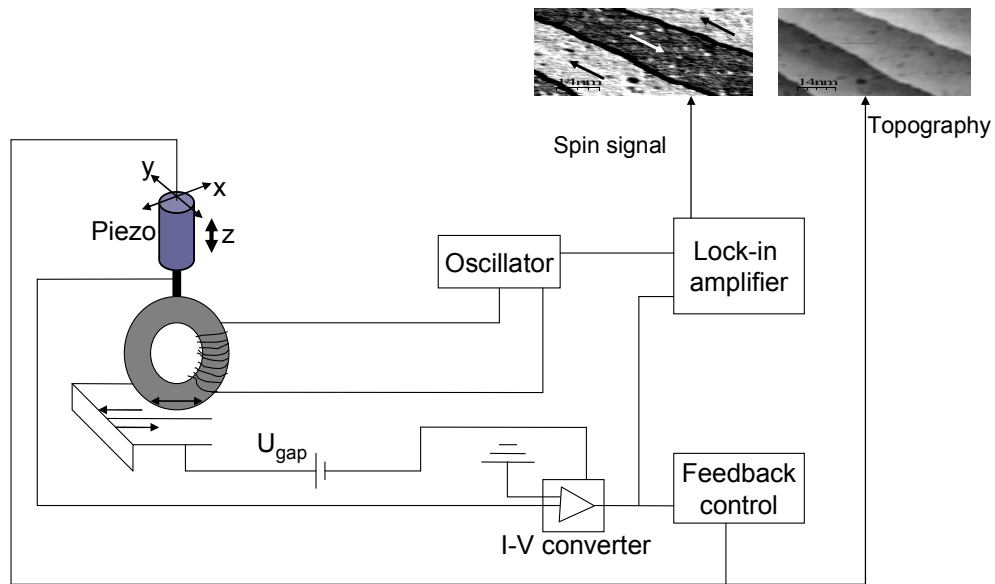 14nm
14nm
Spin signal
Topography
y
x
Piezo
z
Oscillator
Lock-in
amplifier
U_gap
Feedback
control
I-V converter